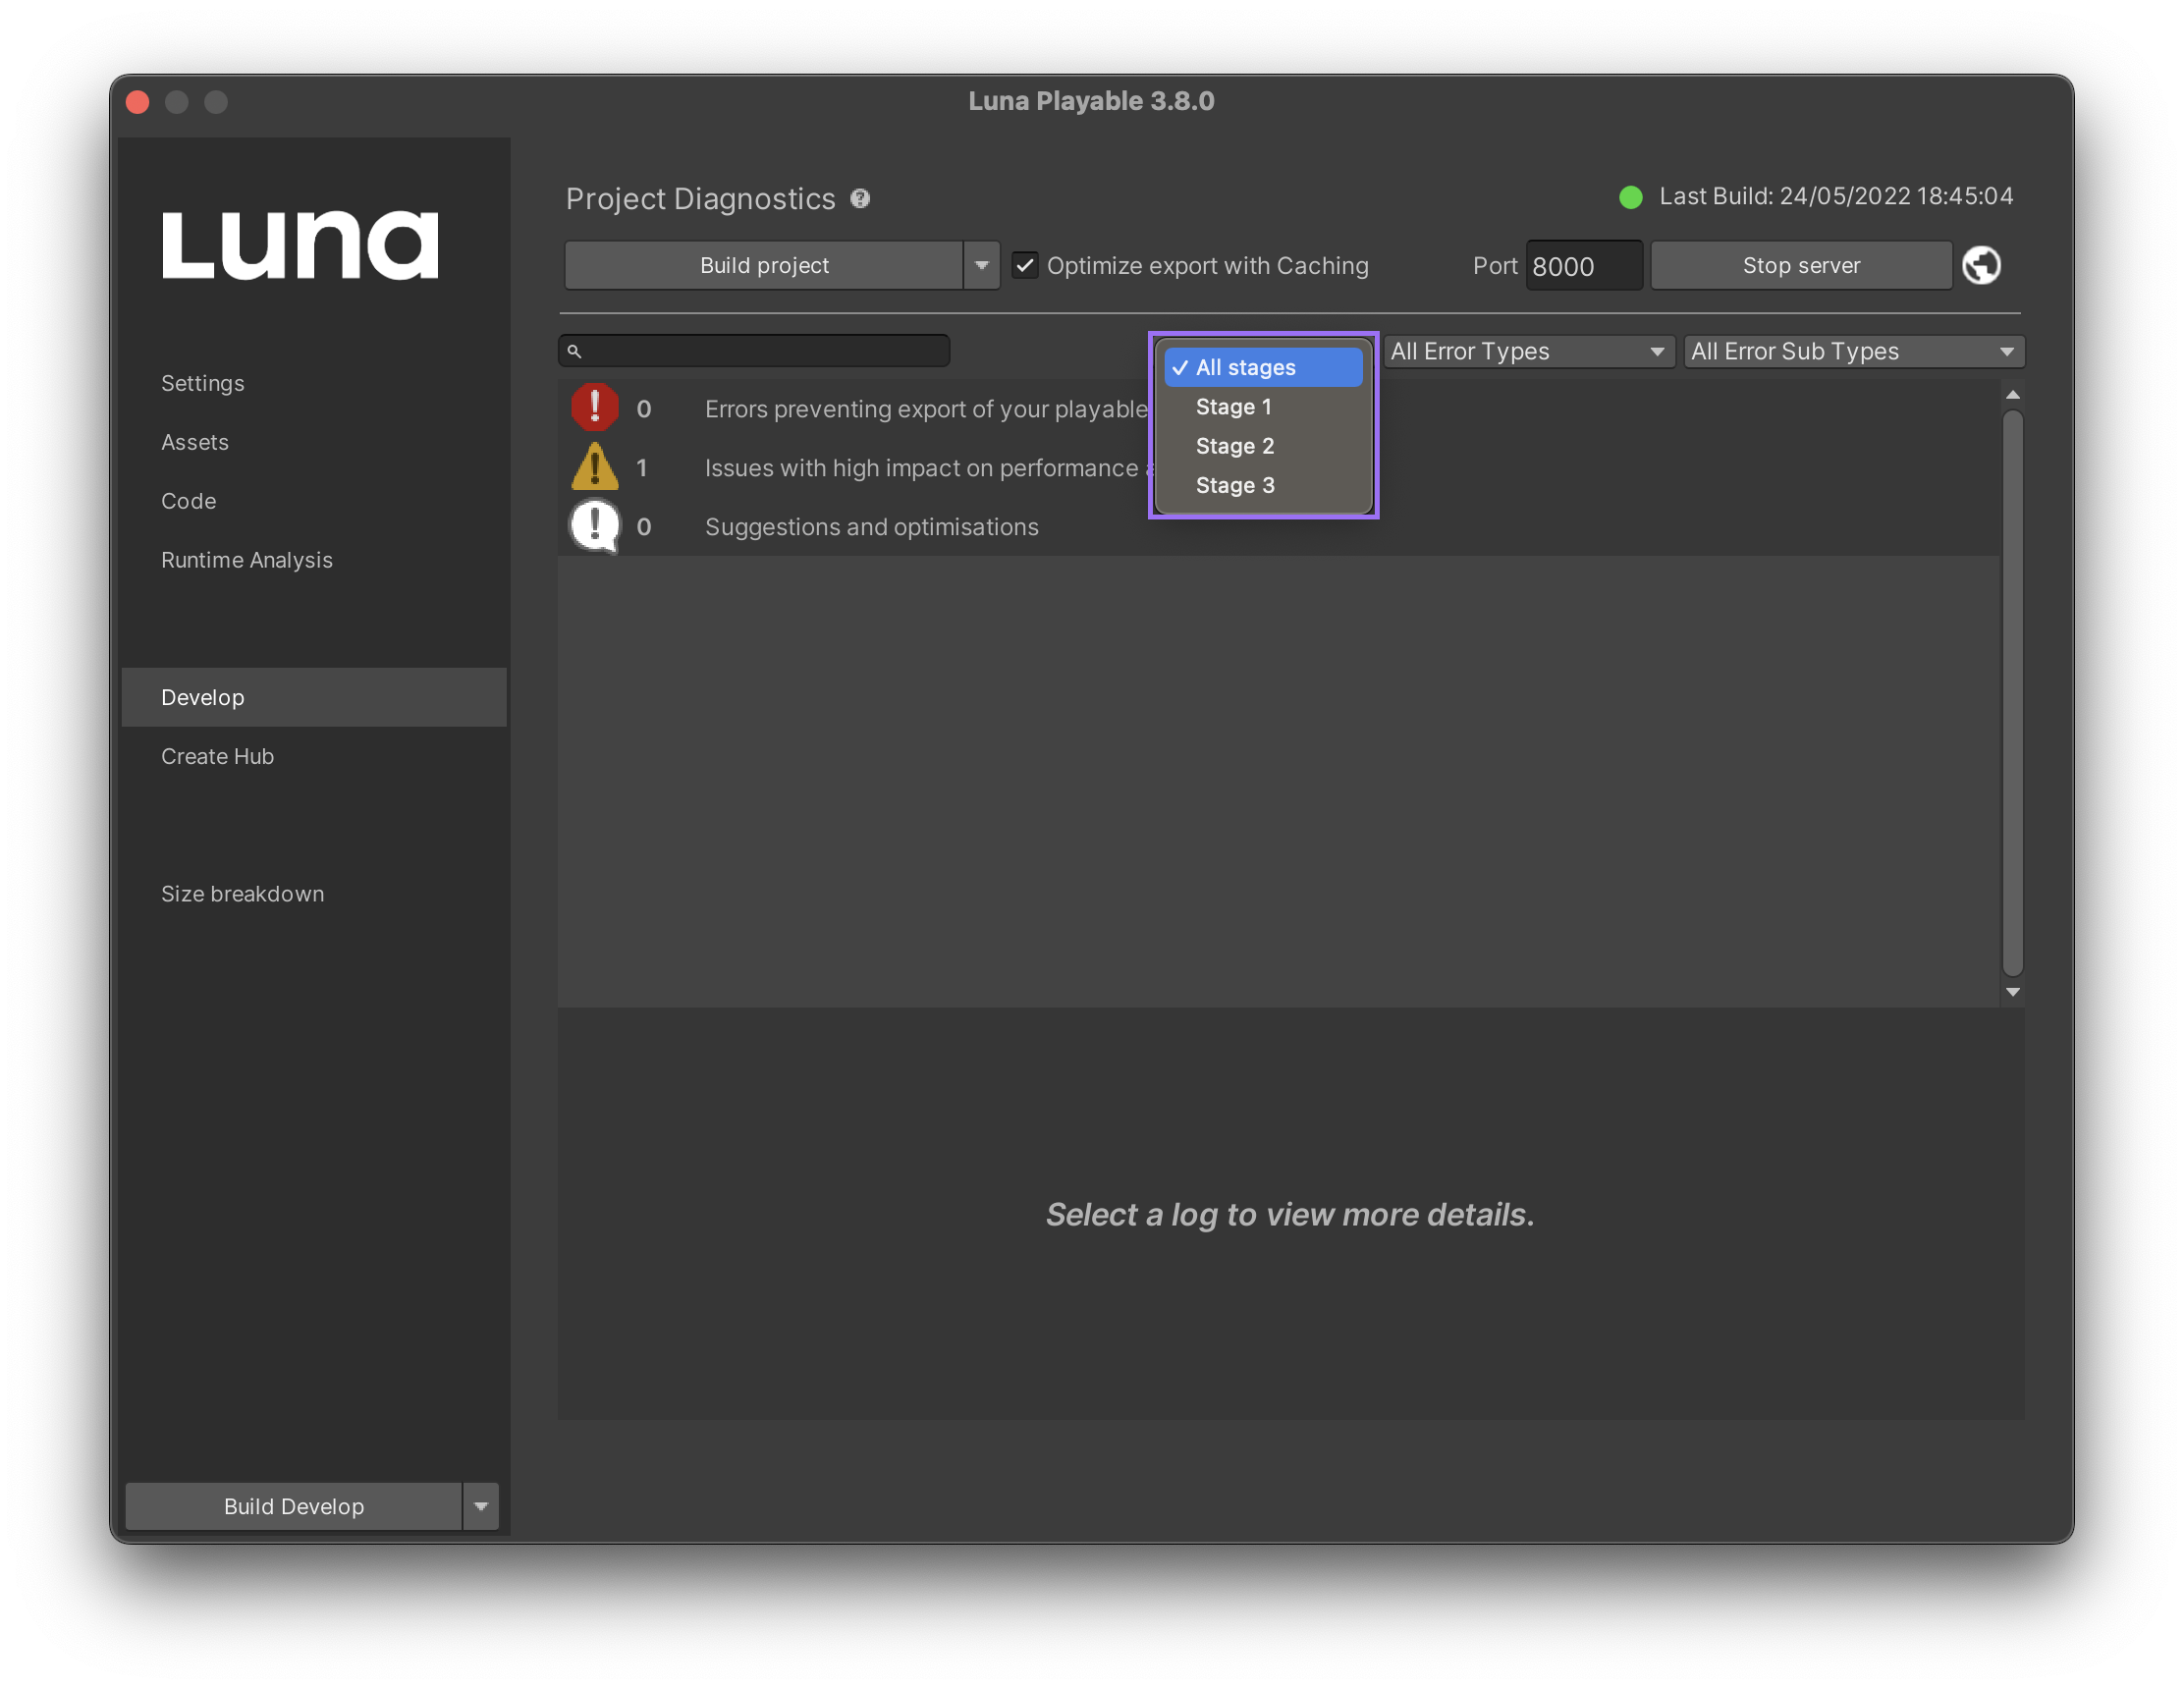 Luna Playable 3.8.0
Luna
Settings
Assets
Code
Runtime Analysis
Develop
Create Hub
Size breakdown
Build Develop
Project Diagnostics
Last Build: 24/05/2022 18:45:04
Build project
Optimize export with Caching
Port 8000
Stop server
All stages
Stage 1
Stage 2
Stage 3
All Error Types
All Error Sub Types
0 Errors preventing export of your playable
1 Issues with high impact on performance
0 Suggestions and optimisations
Select a log to view more details.